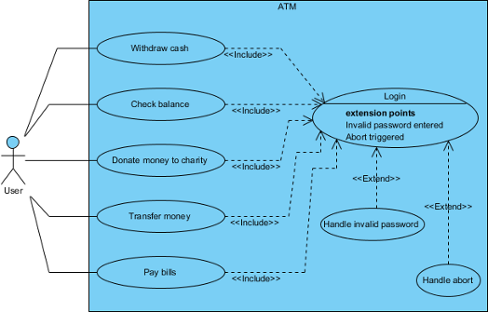 ATM
Withdraw cash
<<Include>>
Login
extension points
Invalid password entered
Abort triggered
Check balance
<<Include>>
User
Donate money to charity
<<Include>>
<<Extend>>
<<Extend>>
Transfer money
<<Include>>
Handle invalid password
Pay bills
<<Include>>
Handle abort